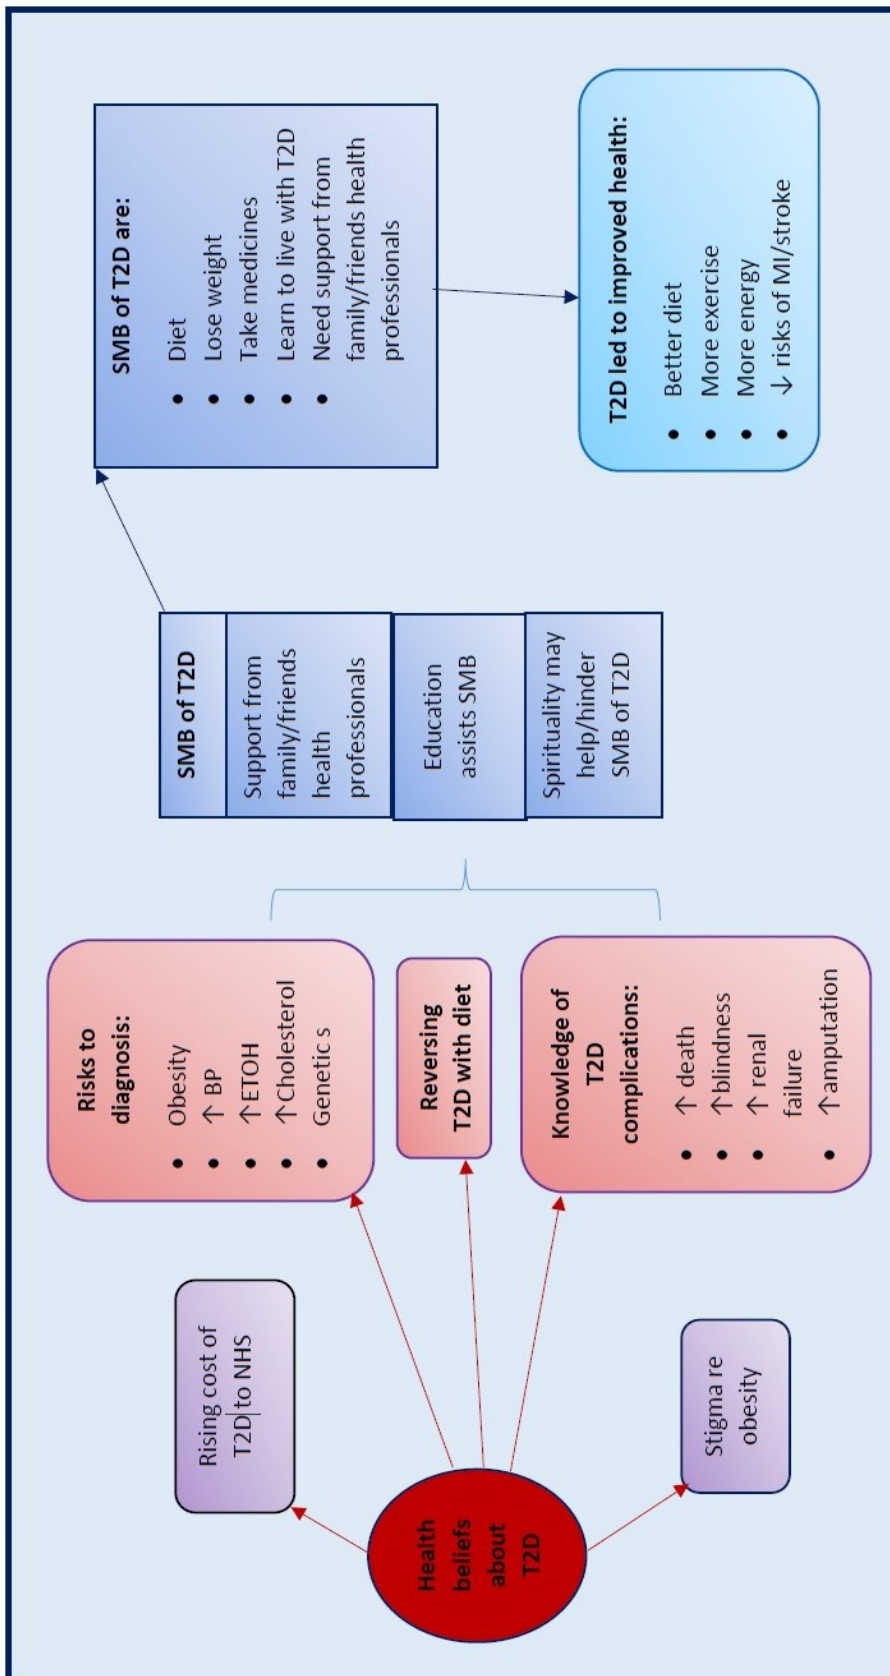 Health
beliefs
about
T2D
Rising cost of
T2D to NHS
Stigma re
obesity
Risks to
diagnosis:
• Obesity
• ↑ BP
• ↑ETOH
• ↑Cholesterol
• Genetic s
Reversing
T2D with diet
Knowledge of
T2D
complications:
• ↑ death
• ↑blindness
• ↑ renal
failure
• ↑amputation
SMB of T2D
Support from
family/friends
health
professionals
Education
assists SMB
Spirituality may
help/hinder
SMB of T2D
SMB of T2D are:
• Diet
• Lose weight
• Take medicines
• Learn to live with T2D
• Need support from
family/friends health
professionals
T2D led to improved health:
• Better diet
• More exercise
• More energy
• ↓ risks of MI/stroke